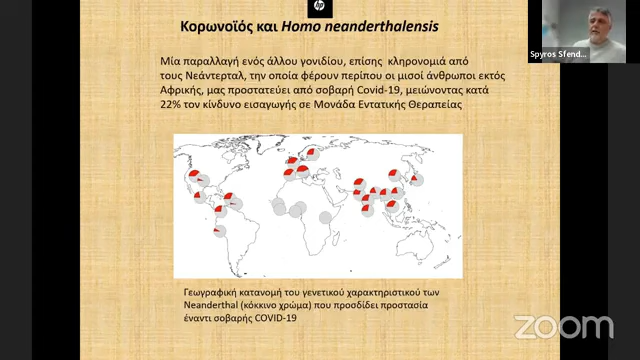 hp
Κορωνοϊός και Homo neanderthalensis
Μία παραλλαγή ενός άλλου γονιδίου, επίσης κληρονομιά από
τους Νεάντερταλ, την οποία φέρουν περίπου οι μισοί άνθρωποι εκτός
Αφρικής, μας προστατεύει από σοβαρή Covid-19, μειώνοντας κατά
22% τον κίνδυνο εισαγωγής σε Μονάδα Εντατικής Θεραπείας
Γεωγραφική κατανομή του γενετικού χαρακτηριστικού των
Neanderthal (κόκκινο χρώμα) που προσδίδει προστασία
έναντι σοβαρής COVID-19
Spyros Sfend...
zoom